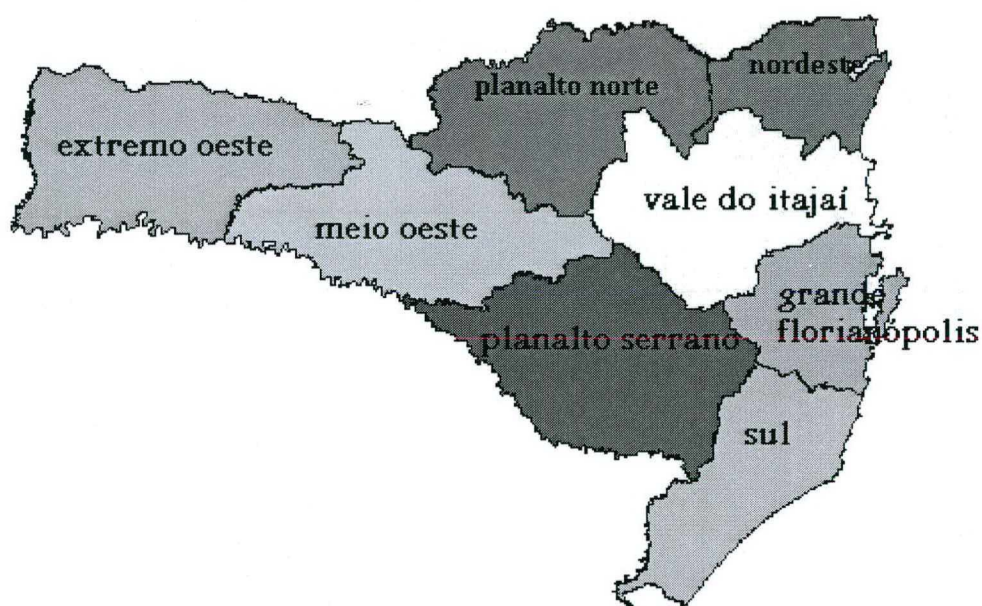 nordeste
planalto norte
extremo oeste
vale do itajaí
meio oeste
grande
florianópolis
planalto serrano
sul